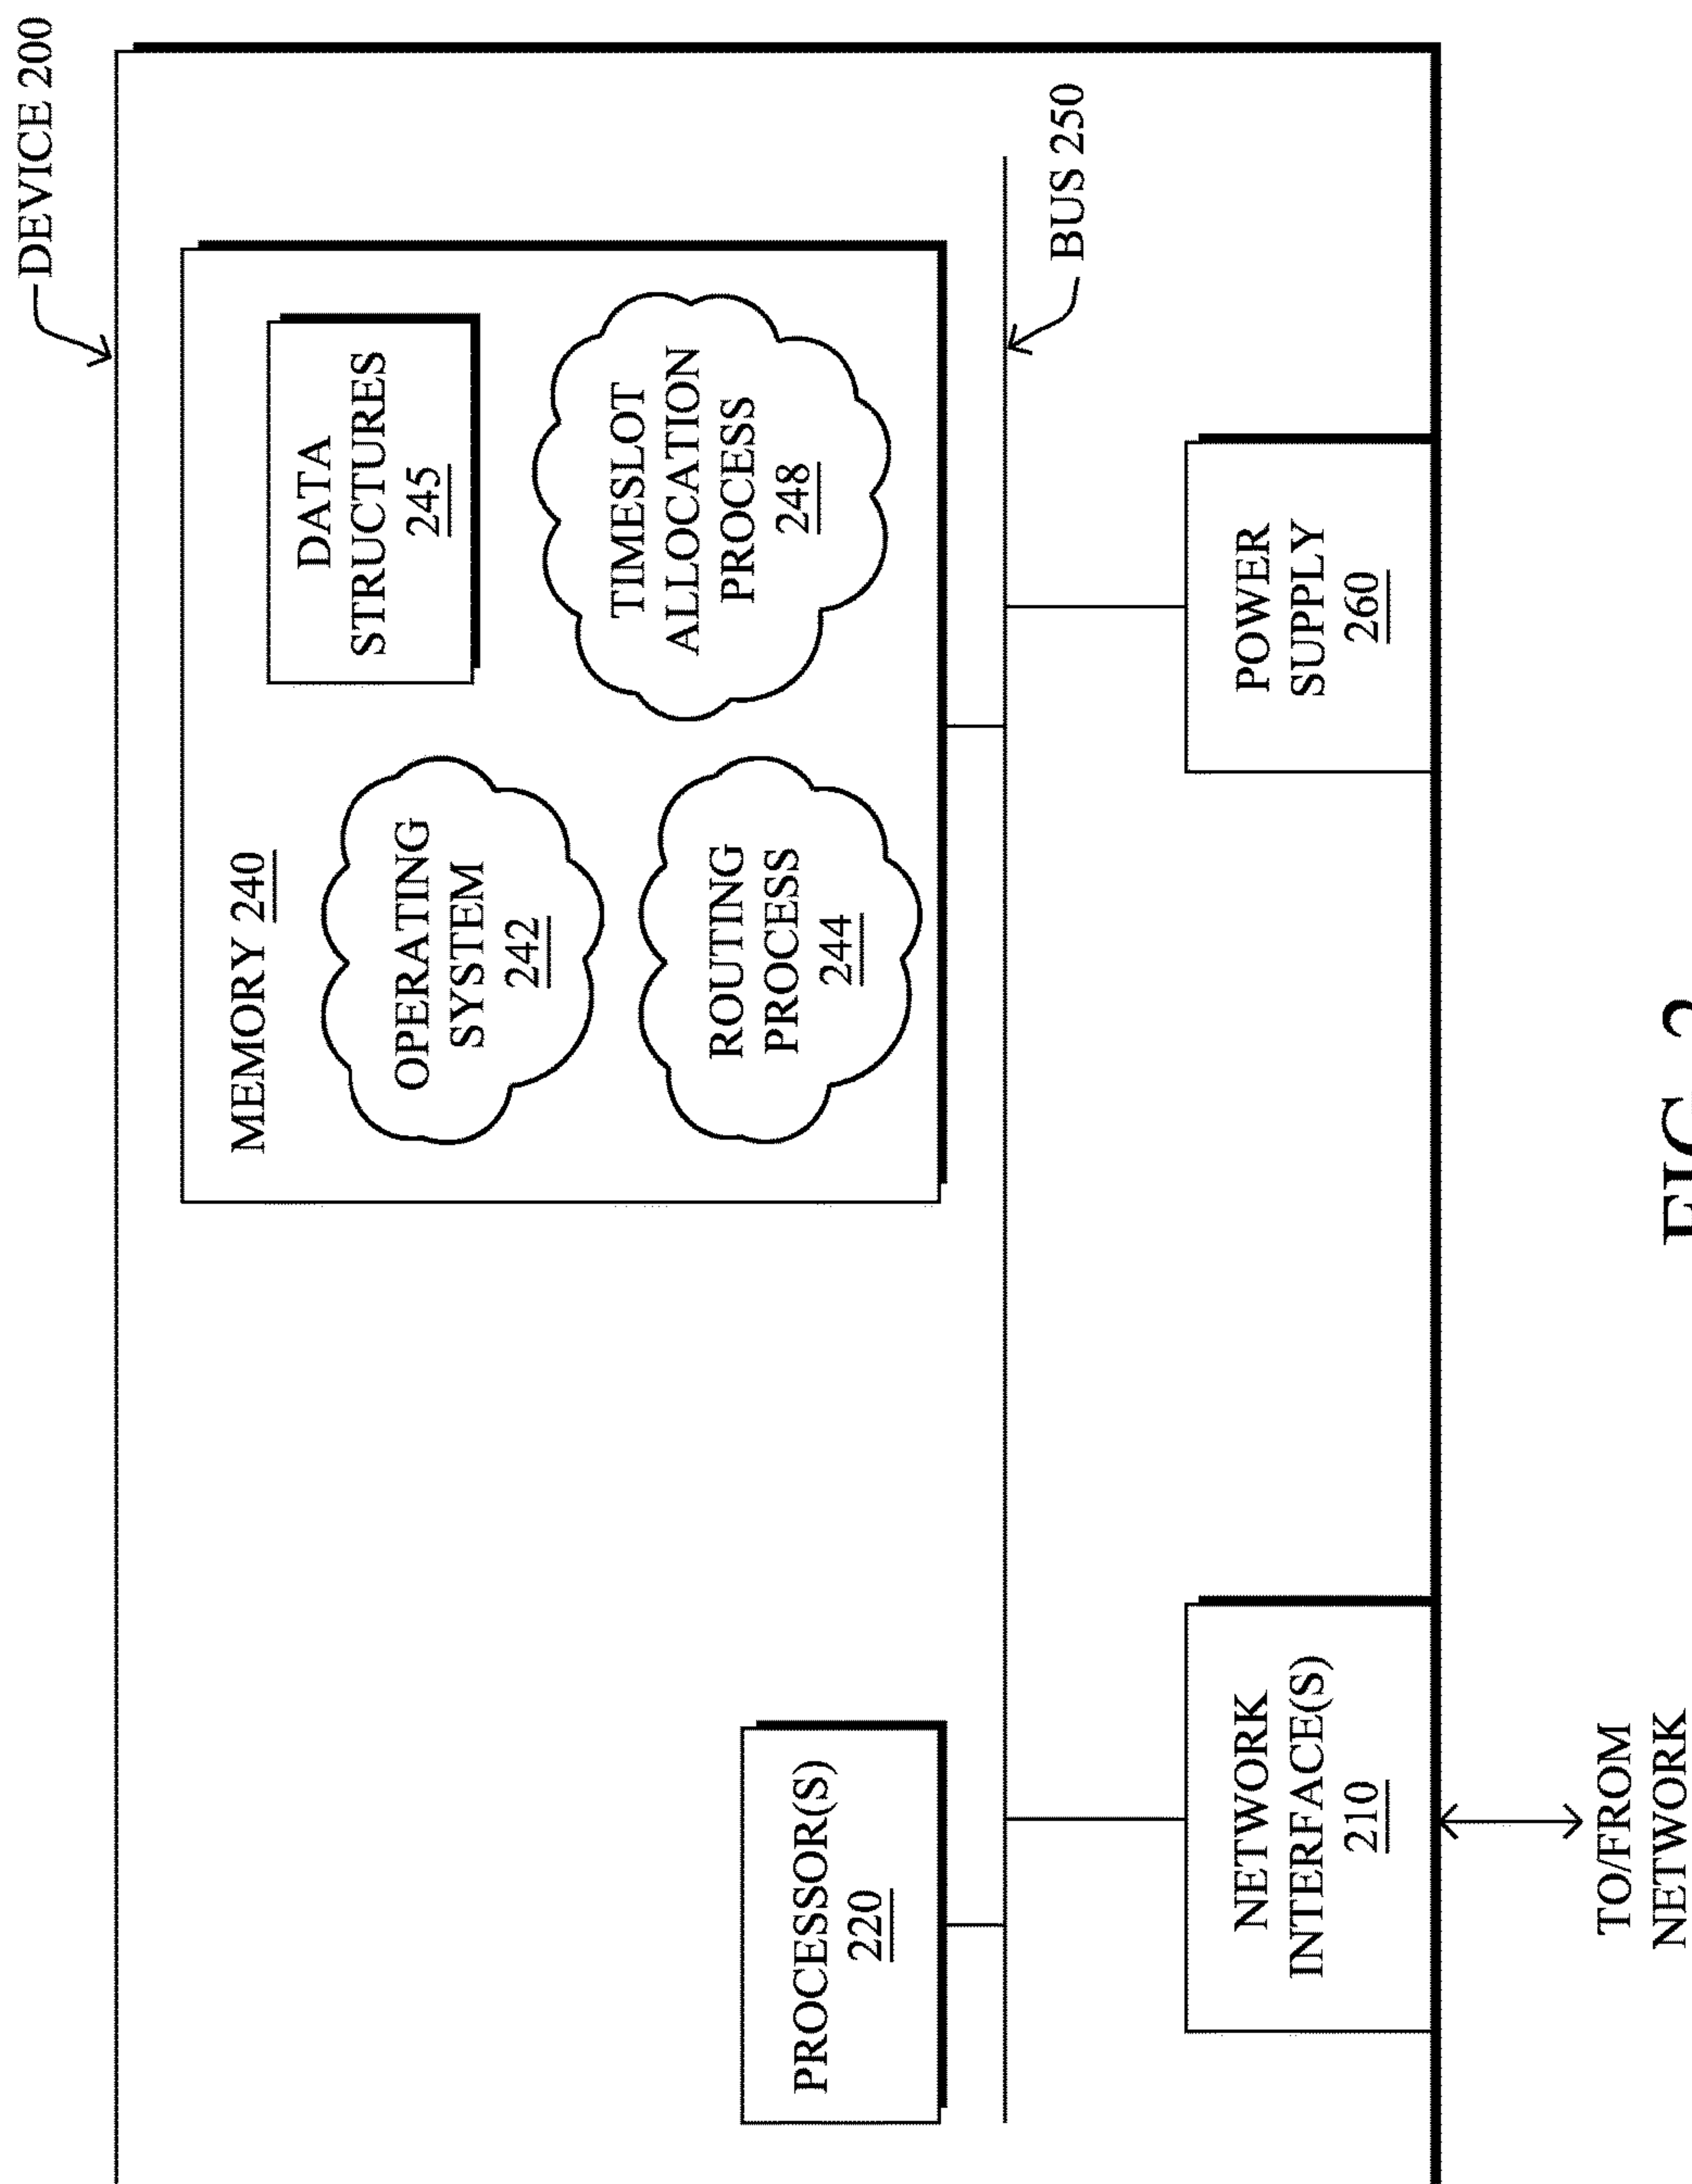 DEVICE 200
MEMORY 240
OPERATING
SYSTEM
242
DATA
STRUCTURES
245
ROUTING
PROCESS
244
TIMESLOT
ALLOCATION
PROCESS
248
PROCESSOR(S)
220
BUS 250
NETWORK
INTERFACE(S)
210
POWER
SUPPLY
260
TO/FROM
NETWORK
FIG